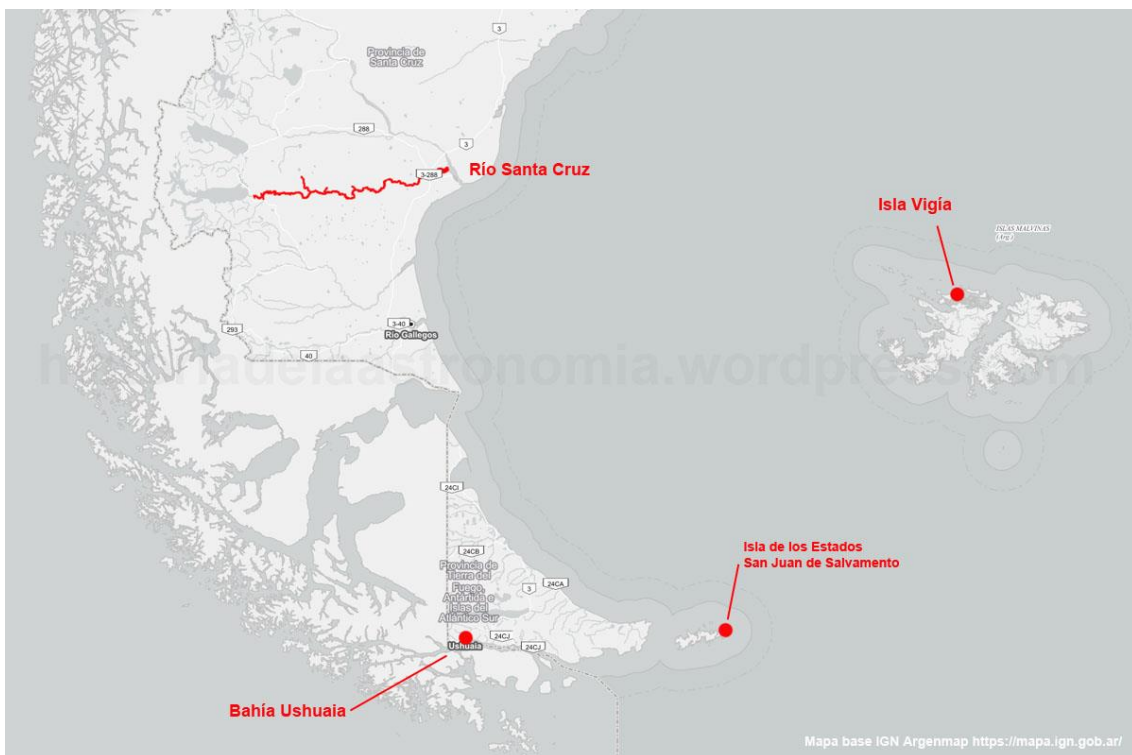 3
Provincia de
Santa Cruz
288
3
3-288
Río Santa Cruz
Isla Vigía
ISLAS MALVINAS
(Arg.)
293
3-40
Río Gallegos
40
historiadelaastronomia.wordpress.com
24CI
24CB
Provincia de
Tierra del
Fuego,
Antártida e
Islas del
Atlántico Sur
3
24CA
Isla de los Estados
San Juan de Salvamento
24CJ
24CJ
Ushuaia
Bahía Ushuaia
Mapa base IGN Argenmap https://mapa.ign.gob.ar/